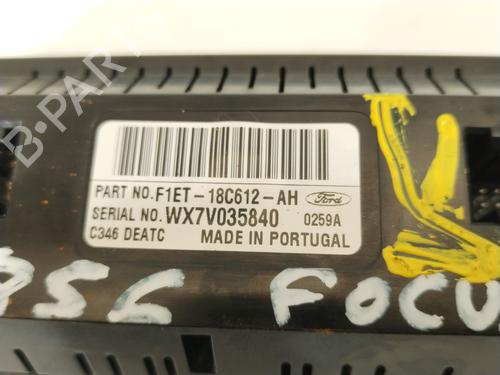 PART NO. F1ET-18C612-AH Ford
SERIAL NO. WX7V035840 0259A
C346 DEATC MADE IN PORTUGAL
FOCU
B-PARTS